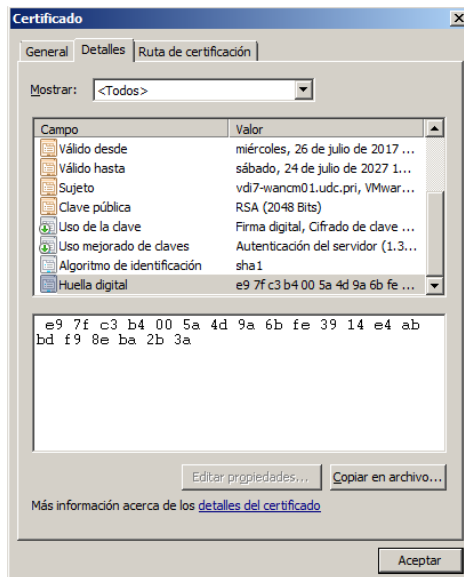 Certificado
General Detalles Ruta de certificación
Mostrar: <Todos>
Campo Valor
Válido desde miércoles, 26 de julio de 2017 ...
Válido hasta sábado, 24 de julio de 2027 1...
Sujeto vdi7-wancm01.udc.pri, VMwar...
Clave pública RSA (2048 Bits)
Uso de la clave Firma digital, Cifrado de clave ...
Uso mejorado de claves Autenticación del servidor (1.3...
Algoritmo de identificación sha1
Huella digital e9 7f c3 b4 00 5a 4d 9a 6b fe ...
e9 7f c3 b4 00 5a 4d 9a 6b fe 39 14 e4 ab
bd f9 8e ba 2b 3a
Editar propiedades... Copiar en archivo...
Más información acerca de los detalles del certificado
Aceptar